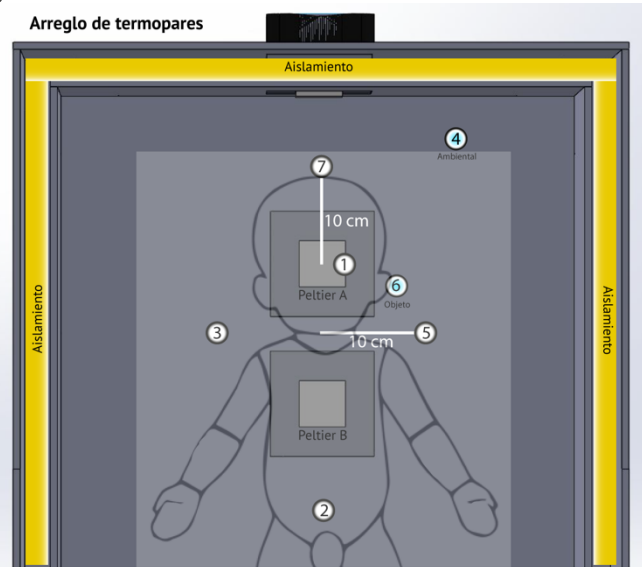 Arreglo de termopares
Aislamiento
4
Ambiental
7
10 cm
1
Peltier A
6
Objeto
Aislamiento
Aislamiento
3
5
10 cm
Peltier B
2